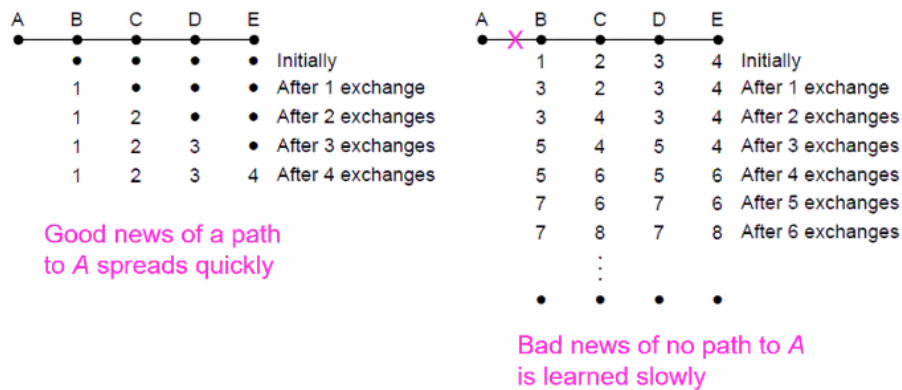 A B C D E
• • • • Initially
1 • • • After 1 exchange
1 2 • • After 2 exchanges
1 2 3 • After 3 exchanges
1 2 3 4 After 4 exchanges
Good news of a path
to A spreads quickly
A B C D E
X
1 2 3 4 Initially
3 2 3 4 After 1 exchange
3 4 3 4 After 2 exchanges
5 4 5 4 After 3 exchanges
5 6 5 6 After 4 exchanges
7 6 7 6 After 5 exchanges
7 8 7 8 After 6 exchanges
⋮
• • • •
Bad news of no path to A
is learned slowly